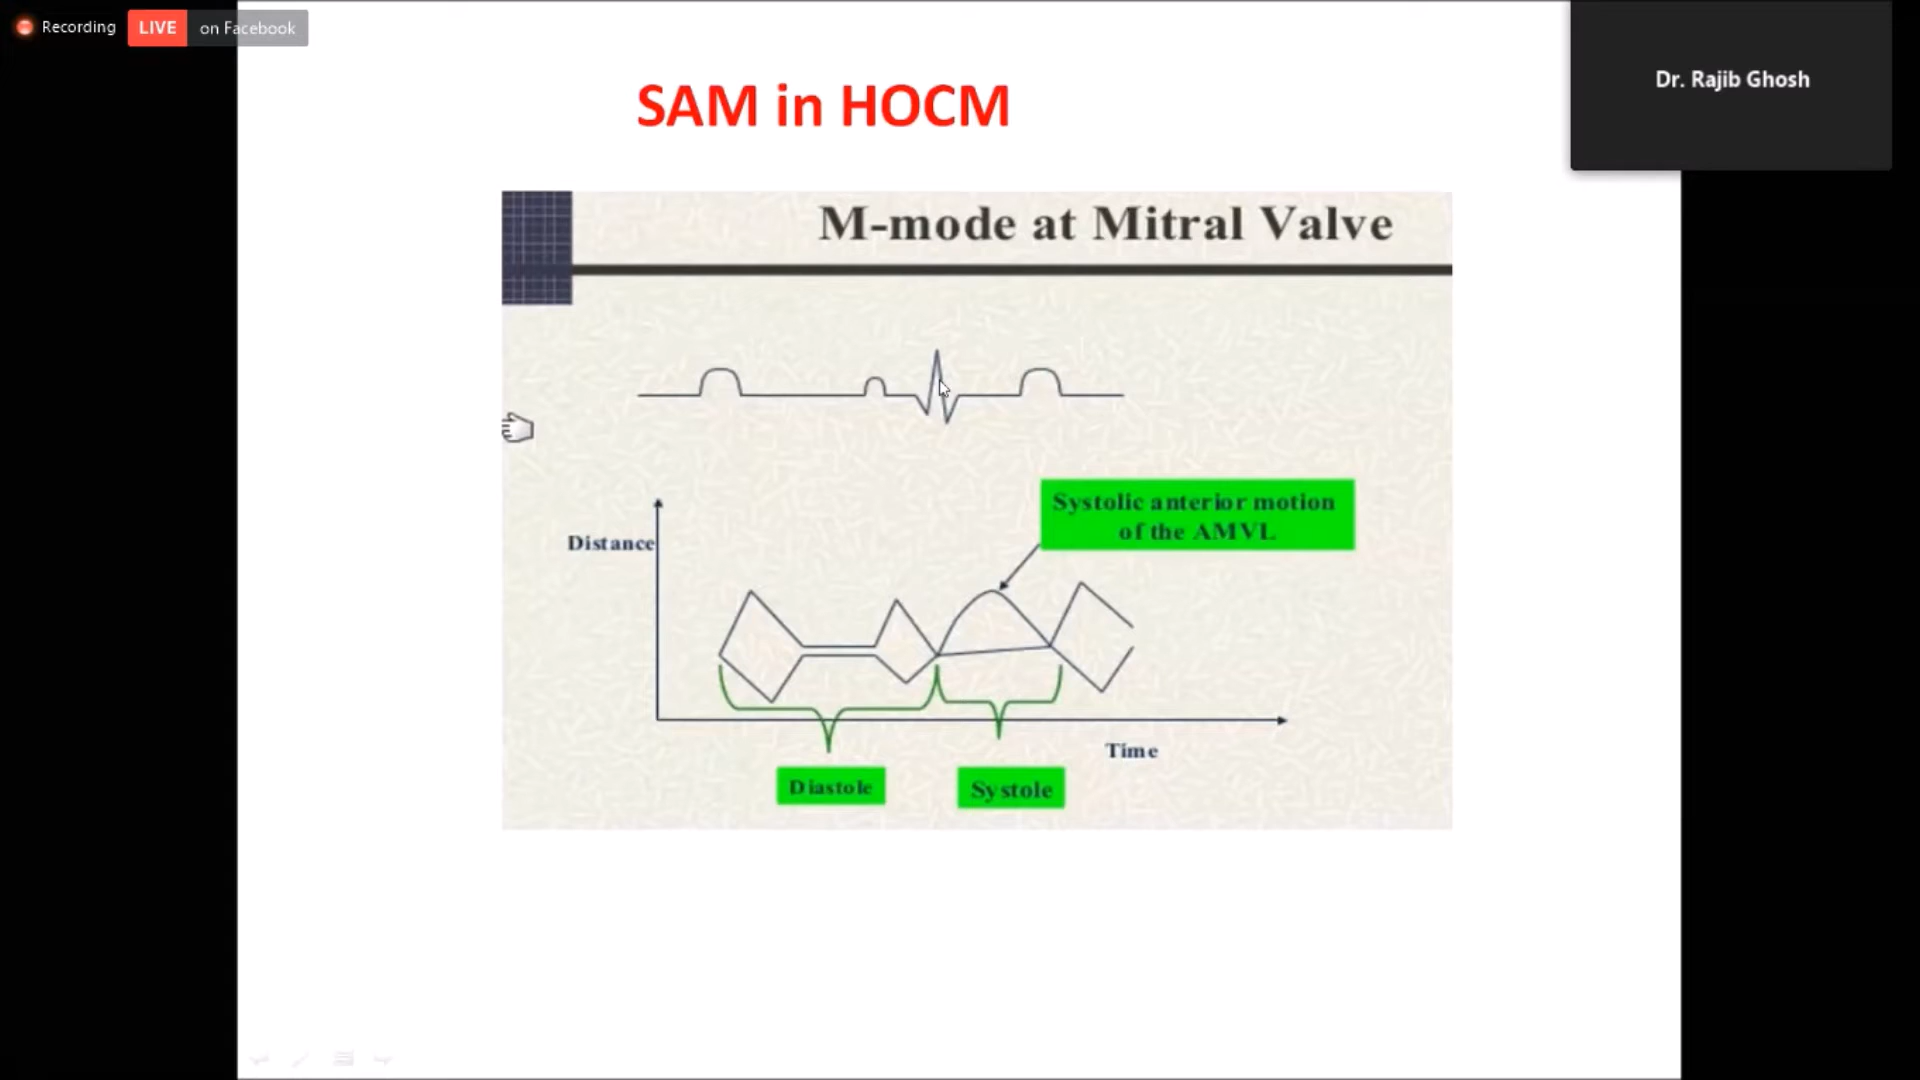 Recording LIVE on Facebook
Dr. Rajib Ghosh
SAM in HOCM
M-mode at Mitral Valve
Systolic anterior motion
of the AMVL
Distance
Time
Diastole
Systole